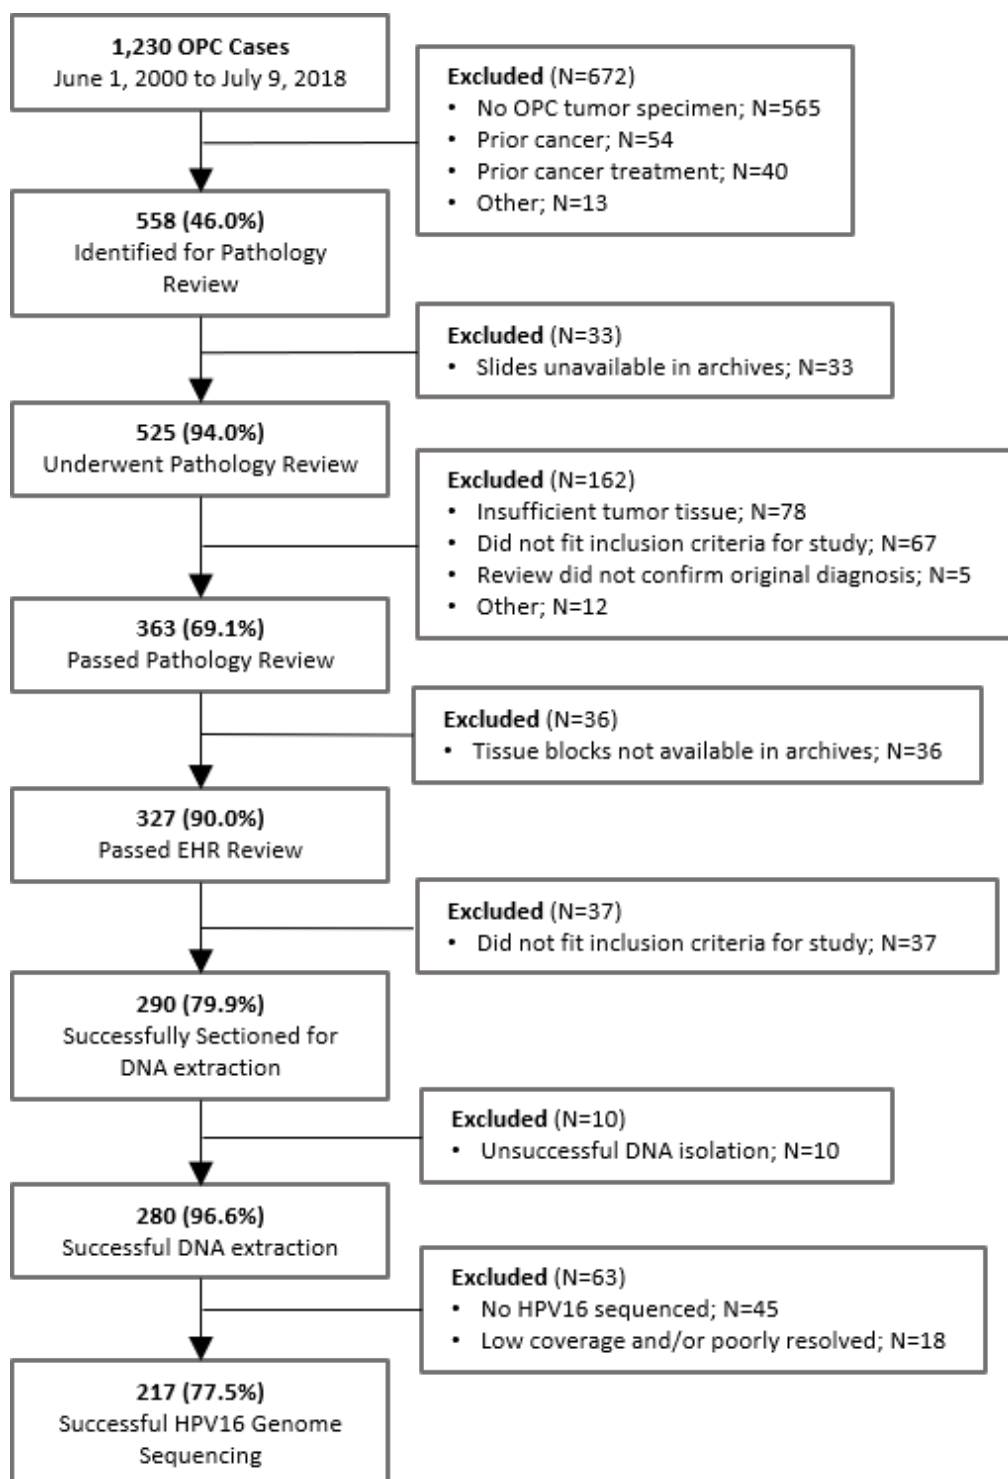 1,230 OPC Cases
June 1, 2000 to July 9, 2018
Excluded (N=672)
• No OPC tumor specimen; N=565
• Prior cancer; N=54
• Prior cancer treatment; N=40
• Other; N=13
558 (46.0%)
Identified for Pathology
Review
Excluded (N=33)
• Slides unavailable in archives; N=33
525 (94.0%)
Underwent Pathology Review
Excluded (N=162)
• Insufficient tumor tissue; N=78
• Did not fit inclusion criteria for study; N=67
• Review did not confirm original diagnosis; N=5
• Other; N=12
363 (69.1%)
Passed Pathology Review
Excluded (N=36)
• Tissue blocks not available in archives; N=36
327 (90.0%)
Passed EHR Review
Excluded (N=37)
• Did not fit inclusion criteria for study; N=37
290 (79.9%)
Successfully Sectioned for
DNA extraction
Excluded (N=10)
• Unsuccessful DNA isolation; N=10
280 (96.6%)
Successful DNA extraction
Excluded (N=63)
• No HPV16 sequenced; N=45
• Low coverage and/or poorly resolved; N=18
217 (77.5%)
Successful HPV16 Genome
Sequencing